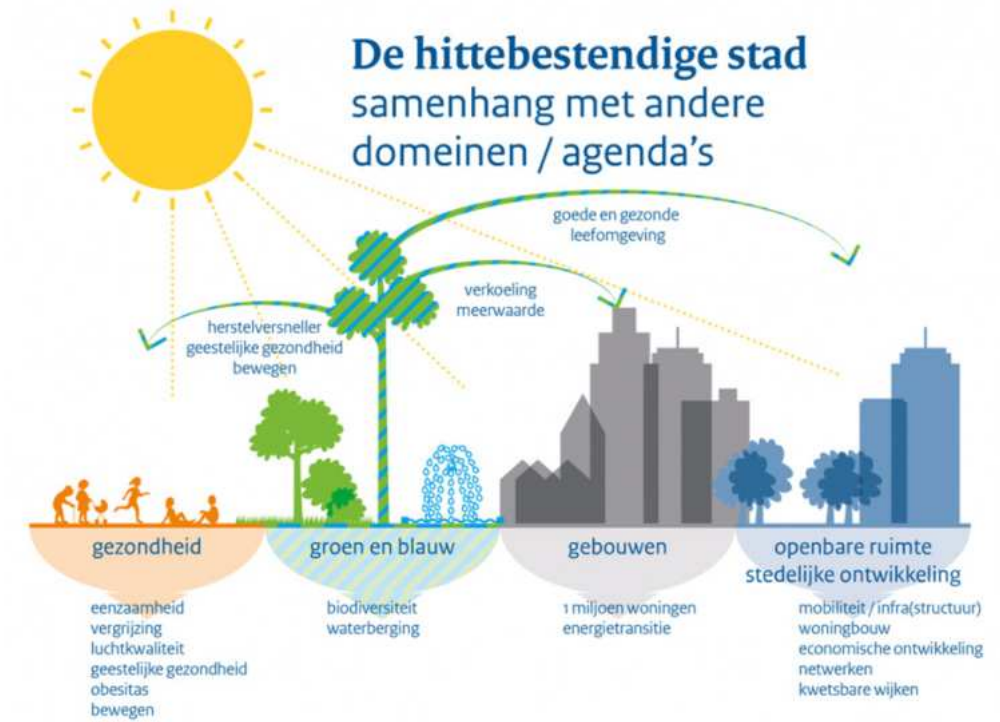 De hittebestendige stad
samenhang met andere
domeinen / agenda's
goede en gezonde
leefomgeving
verkoeling
meerwaarde
herstelversneller
geestelijke gezondheid
bewegen
gezondheid
groen en blauw
gebouwen
openbare ruimte
stedelijke ontwikkeling
eenzaamheid
vergrijzing
luchtkwaliteit
geestelijke gezondheid
obesitas
bewegen
biodiversiteit
waterberging
1 miljoen woningen
energietransitie
mobiliteit / infra(structuur)
woningbouw
economische ontwikkeling
netwerken
kwetsbare wijken